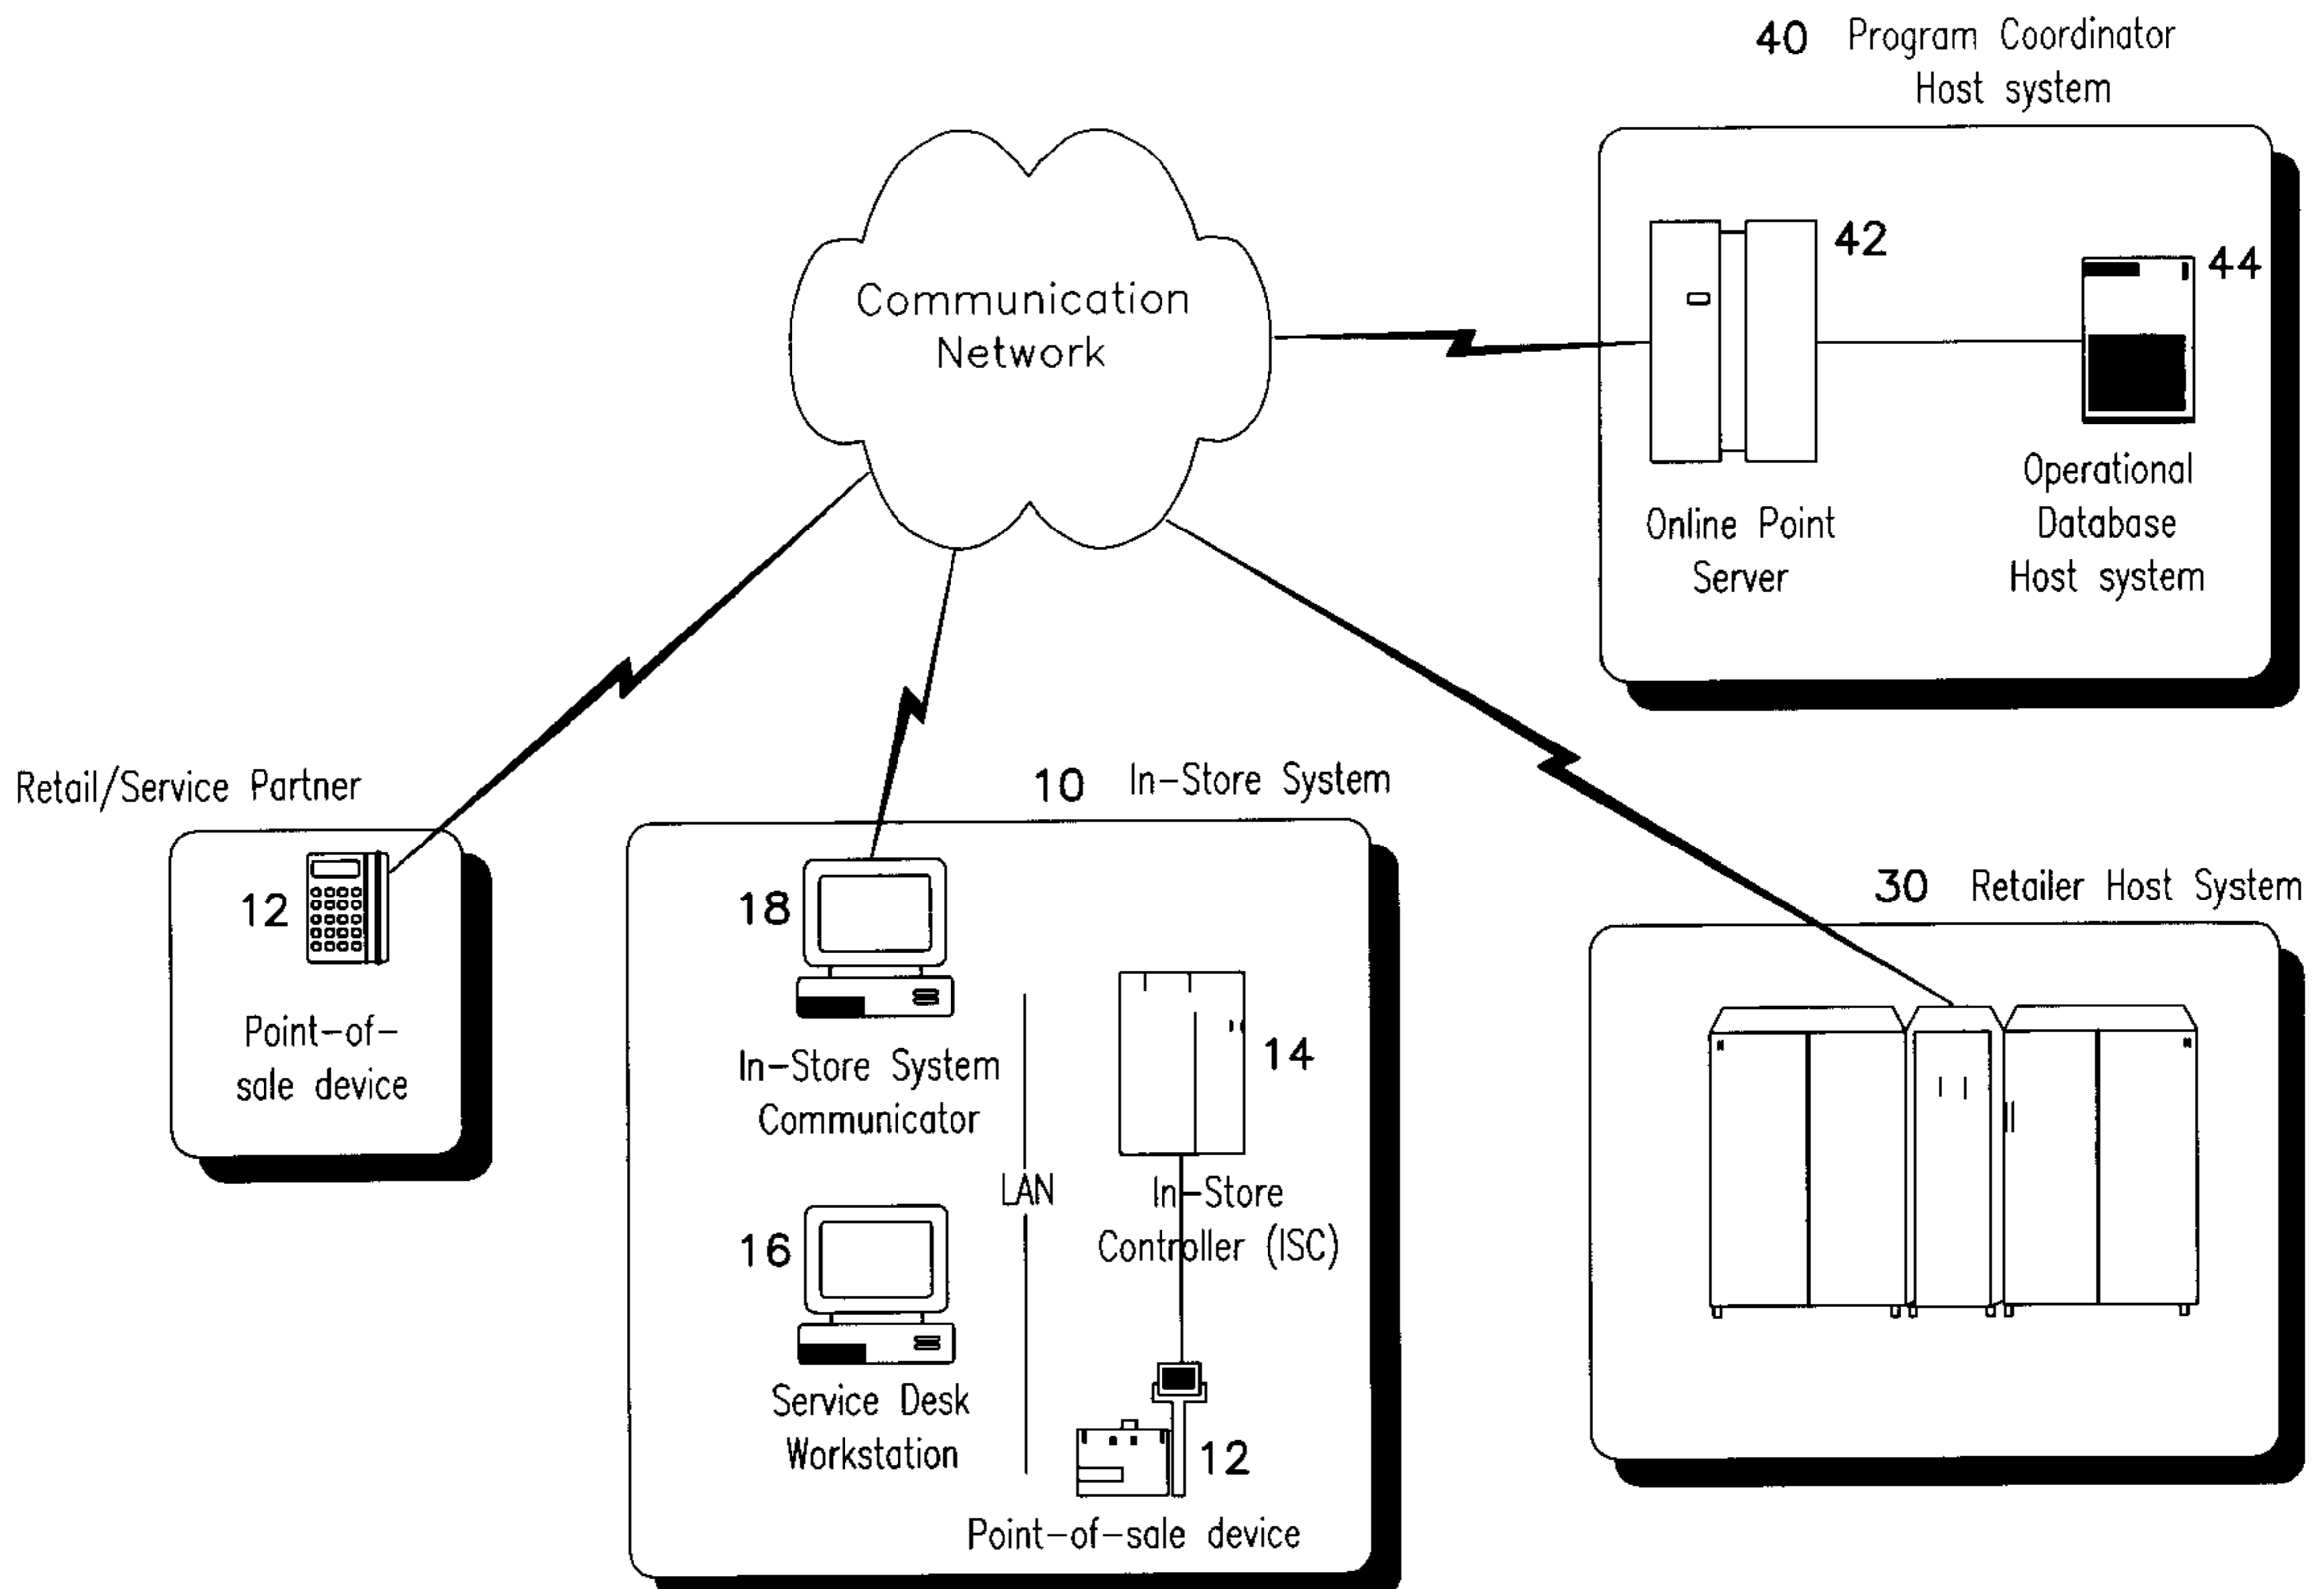 40 Program Coordinator
Host system
Communication
Network
42
44
Operational
Database
Host system
Online Point
Server
Retail/Service Partner
12
Point-of-
sale device
10 In-Store System
18
In-Store System
Communicator
14
LAN
In-Store
Controller (ISC)
16
Service Desk
Workstation
12
Point-of-sale device
30 Retailer Host System